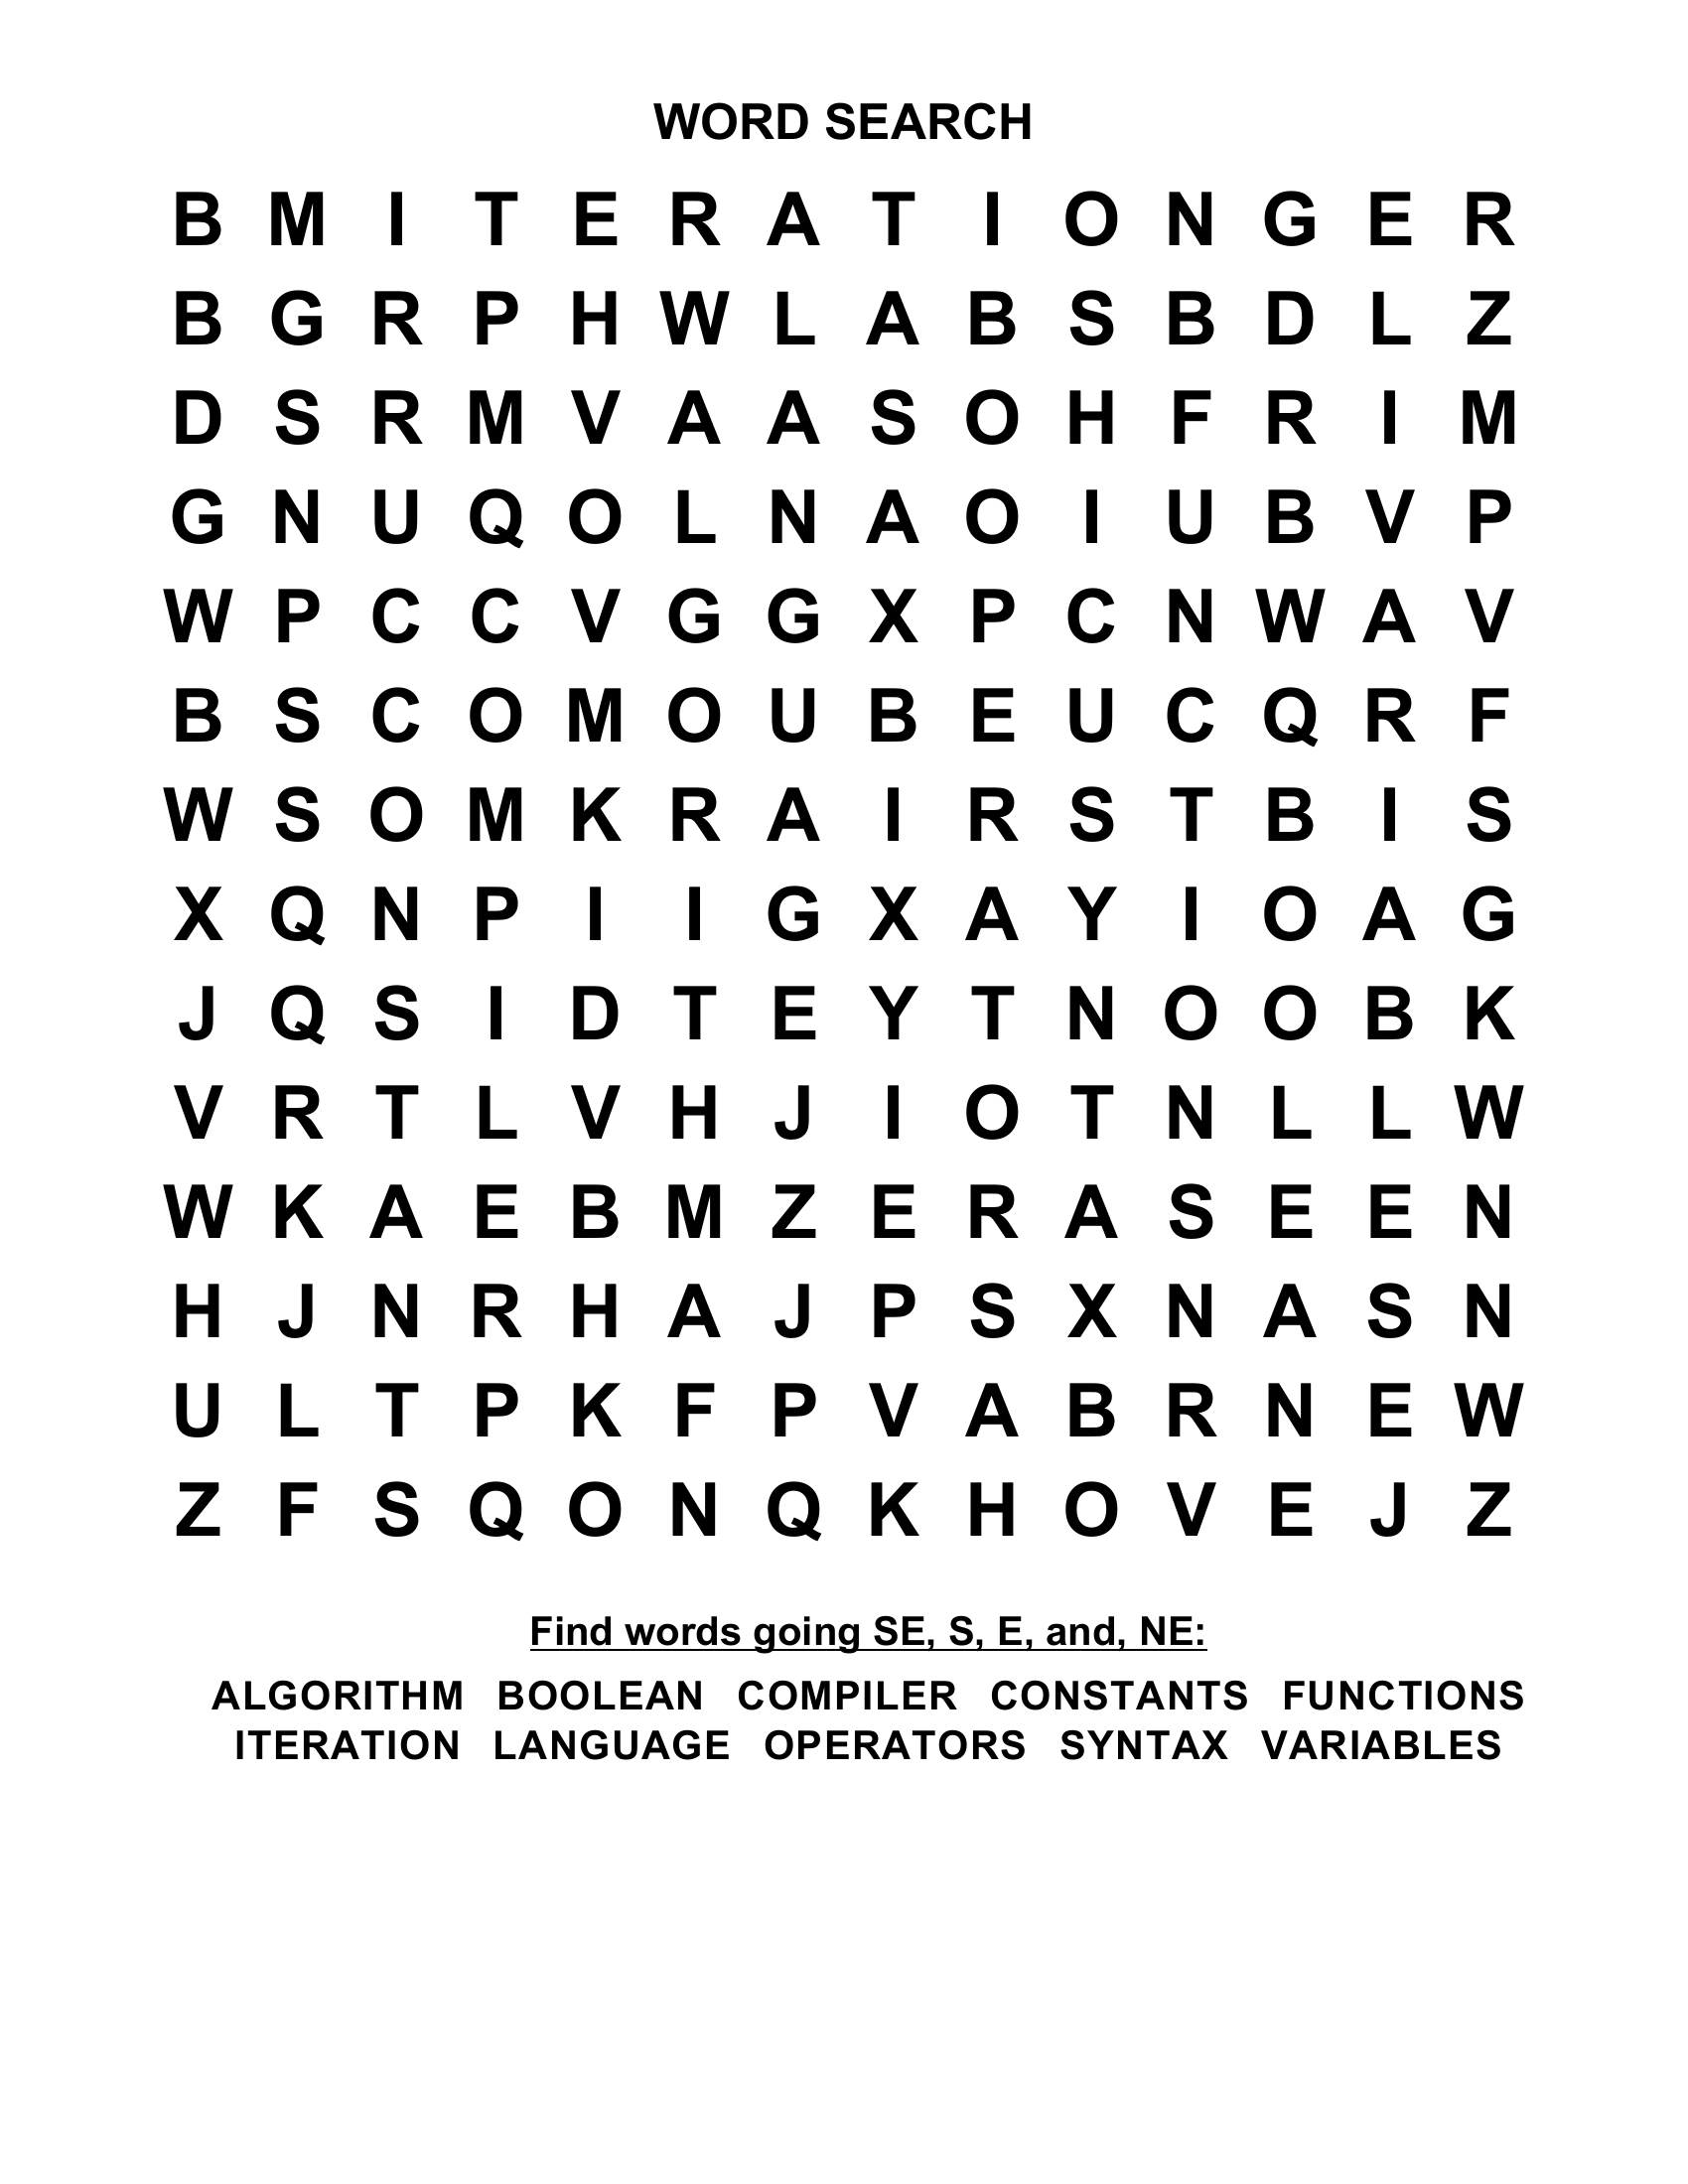 WORD SEARCH
B M I T E R A T I O N G E R
B G R P H W L A B S B D L Z
D S R M V A A S O H F R I M
G N U Q O L N A O I U B V P
W P C C V G G X P C N W A V
B S C O M O U B E U C Q R F
W S O M K R A I R S T B I S
X Q N P I I G X A Y I O A G
J Q S I D T E Y T N O O B K
V R T L V H J I O T N L L W
W K A E B M Z E R A S E E N
H J N R H A J P S X N A S N
U L T P K F P V A B R N E W
Z F S Q O N Q K H O V E J Z
Find words going SE, S, E, and, NE:
ALGORITHM BOOLEAN COMPILER CONSTANTS FUNCTIONS
ITERATION LANGUAGE OPERATORS SYNTAX VARIABLES